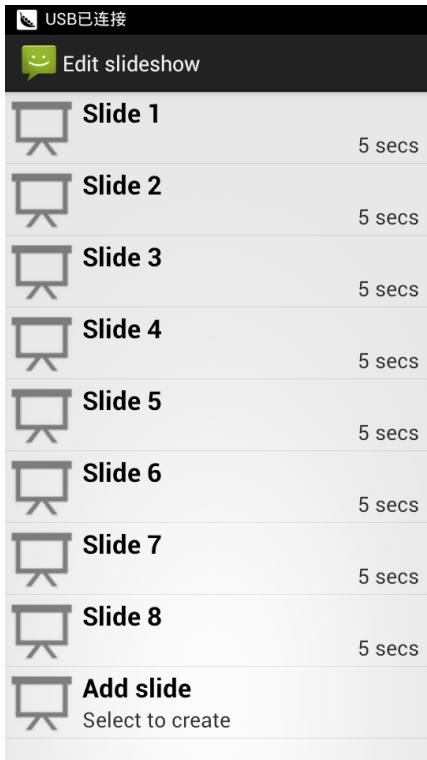 USB已连接
Edit slideshow
Slide 1
5 secs
Slide 2
5 secs
Slide 3
5 secs
Slide 4
5 secs
Slide 5
5 secs
Slide 6
5 secs
Slide 7
5 secs
Slide 8
5 secs
Add slide
Select to create